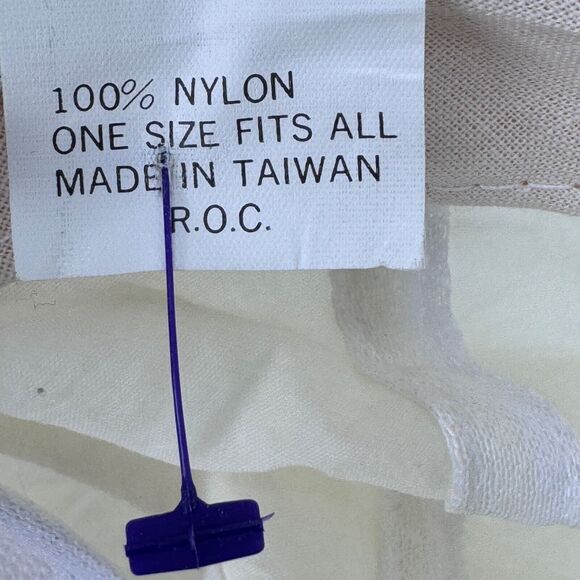 100% NYLON
ONE SIZE FITS ALL
MADE IN TAIWAN
R.O.C.